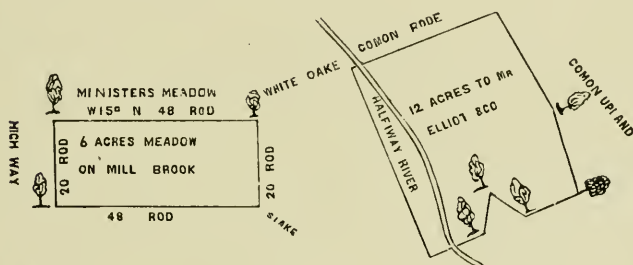 MINISTERS MEADOW
W15° N 48 ROD
WHITE OAKE
HIGH WAY
20 ROD
6 ACRES MEADOW
ON MILL BROOK
20 ROD
48 ROD
STAKE
COMON RODE
12 ACRES TO Mr
ELLIOT &CO
HALFIWAY RIVER
COMON UPLAND